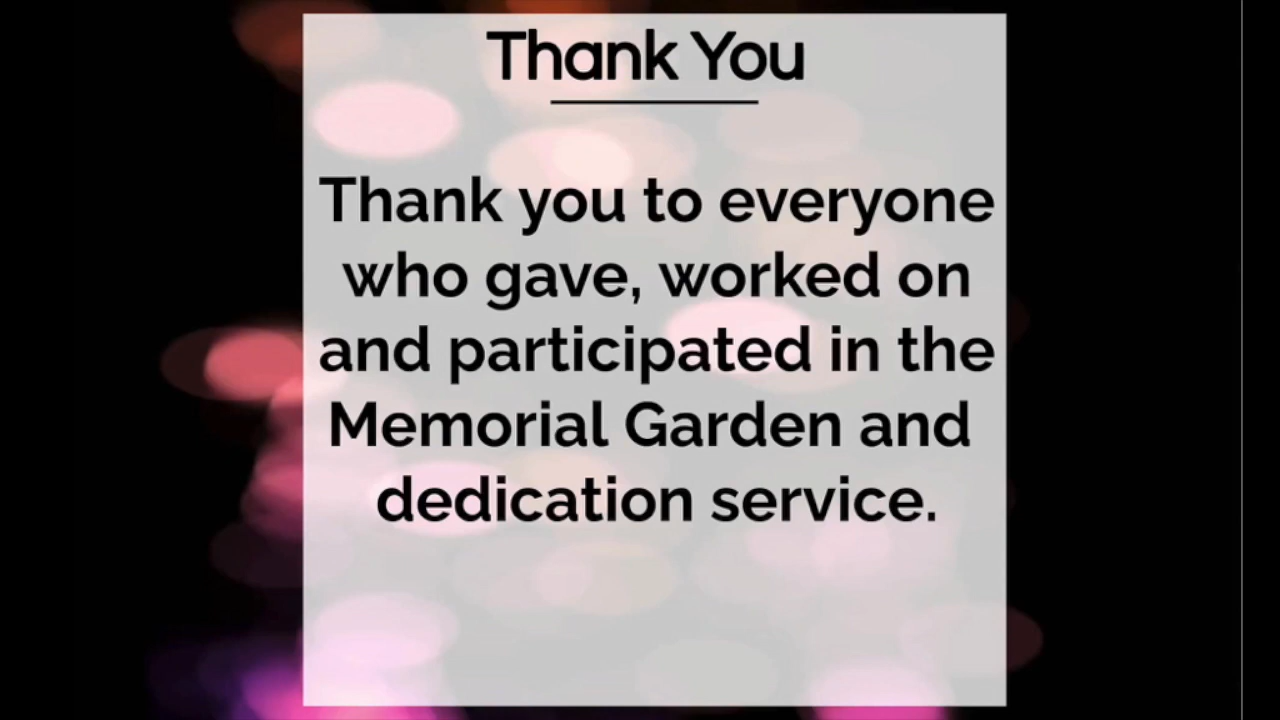 Thank You
Thank you to everyone
who gave, worked on
and participated in the
Memorial Garden and
dedication service.